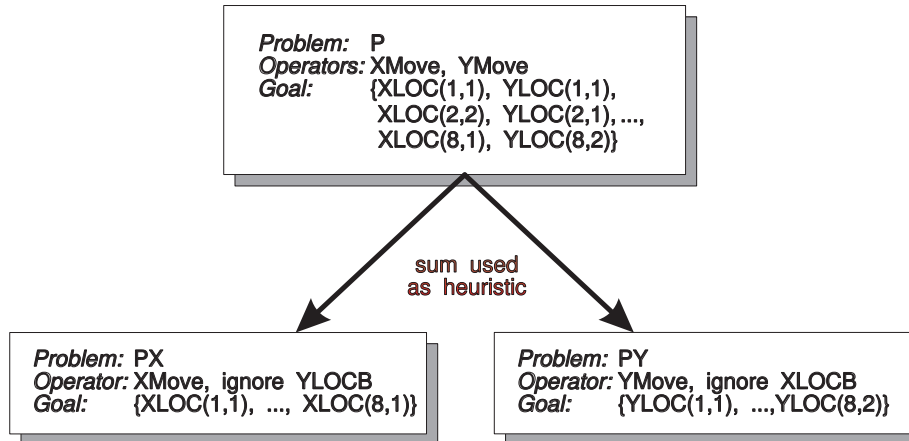 Problem: P
Operators: XMove, YMove
Goal: {XLOC(1,1), YLOC(1,1),
XLOC(2,2), YLOC(2,1), ...,
XLOC(8,1), YLOC(8,2)}
sum used
as heuristic
Problem: PX
Operator: XMove, ignore YLOCB
Goal: {XLOC(1,1), ..., XLOC(8,1)}
Problem: PY
Operator: YMove, ignore XLOCB
Goal: {YLOC(1,1), ...,YLOC(8,2)}